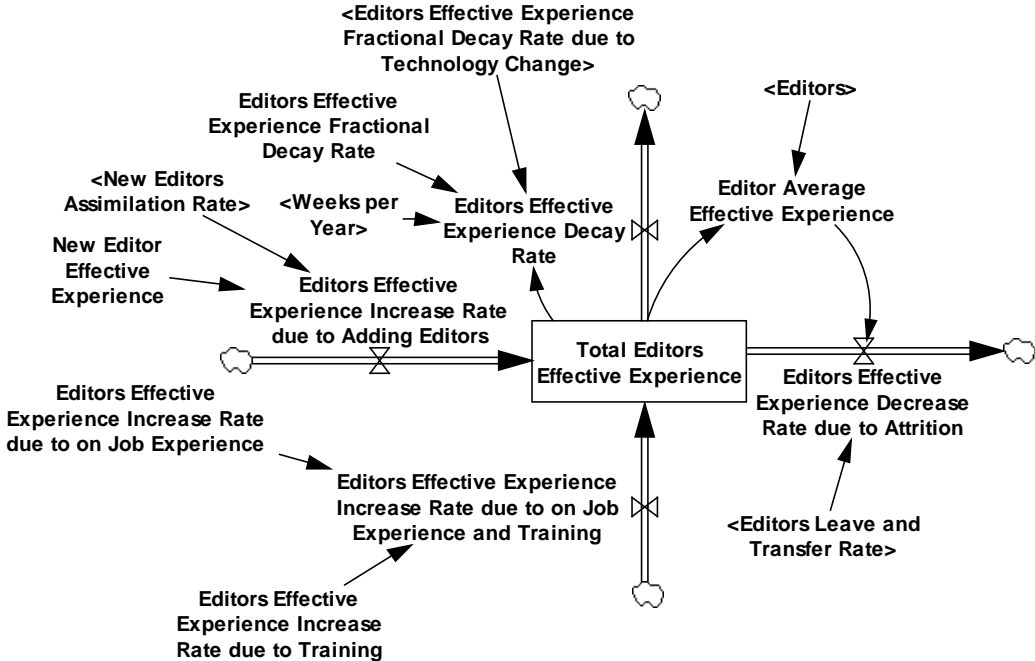 <Editors Effective Experience
Fractional Decay Rate due to
Technology Change>
<Editors>
Editors Effective
Experience Fractional
Decay Rate
<New Editors
Assimilation Rate>
<Weeks per
Year>
Editors Effective
Experience Decay
Rate
Editor Average
Effective Experience
New Editor
Effective
Experience
Editors Effective
Experience Increase Rate
due to Adding Editors
Total Editors
Effective Experience
Editors Effective
Experience Decrease
Rate due to Attrition
Editors Effective
Experience Increase Rate
due to on Job Experience
Editors Effective Experience
Increase Rate due to on Job
Experience and Training
<Editors Leave and
Transfer Rate>
Editors Effective
Experience Increase
Rate due to Training